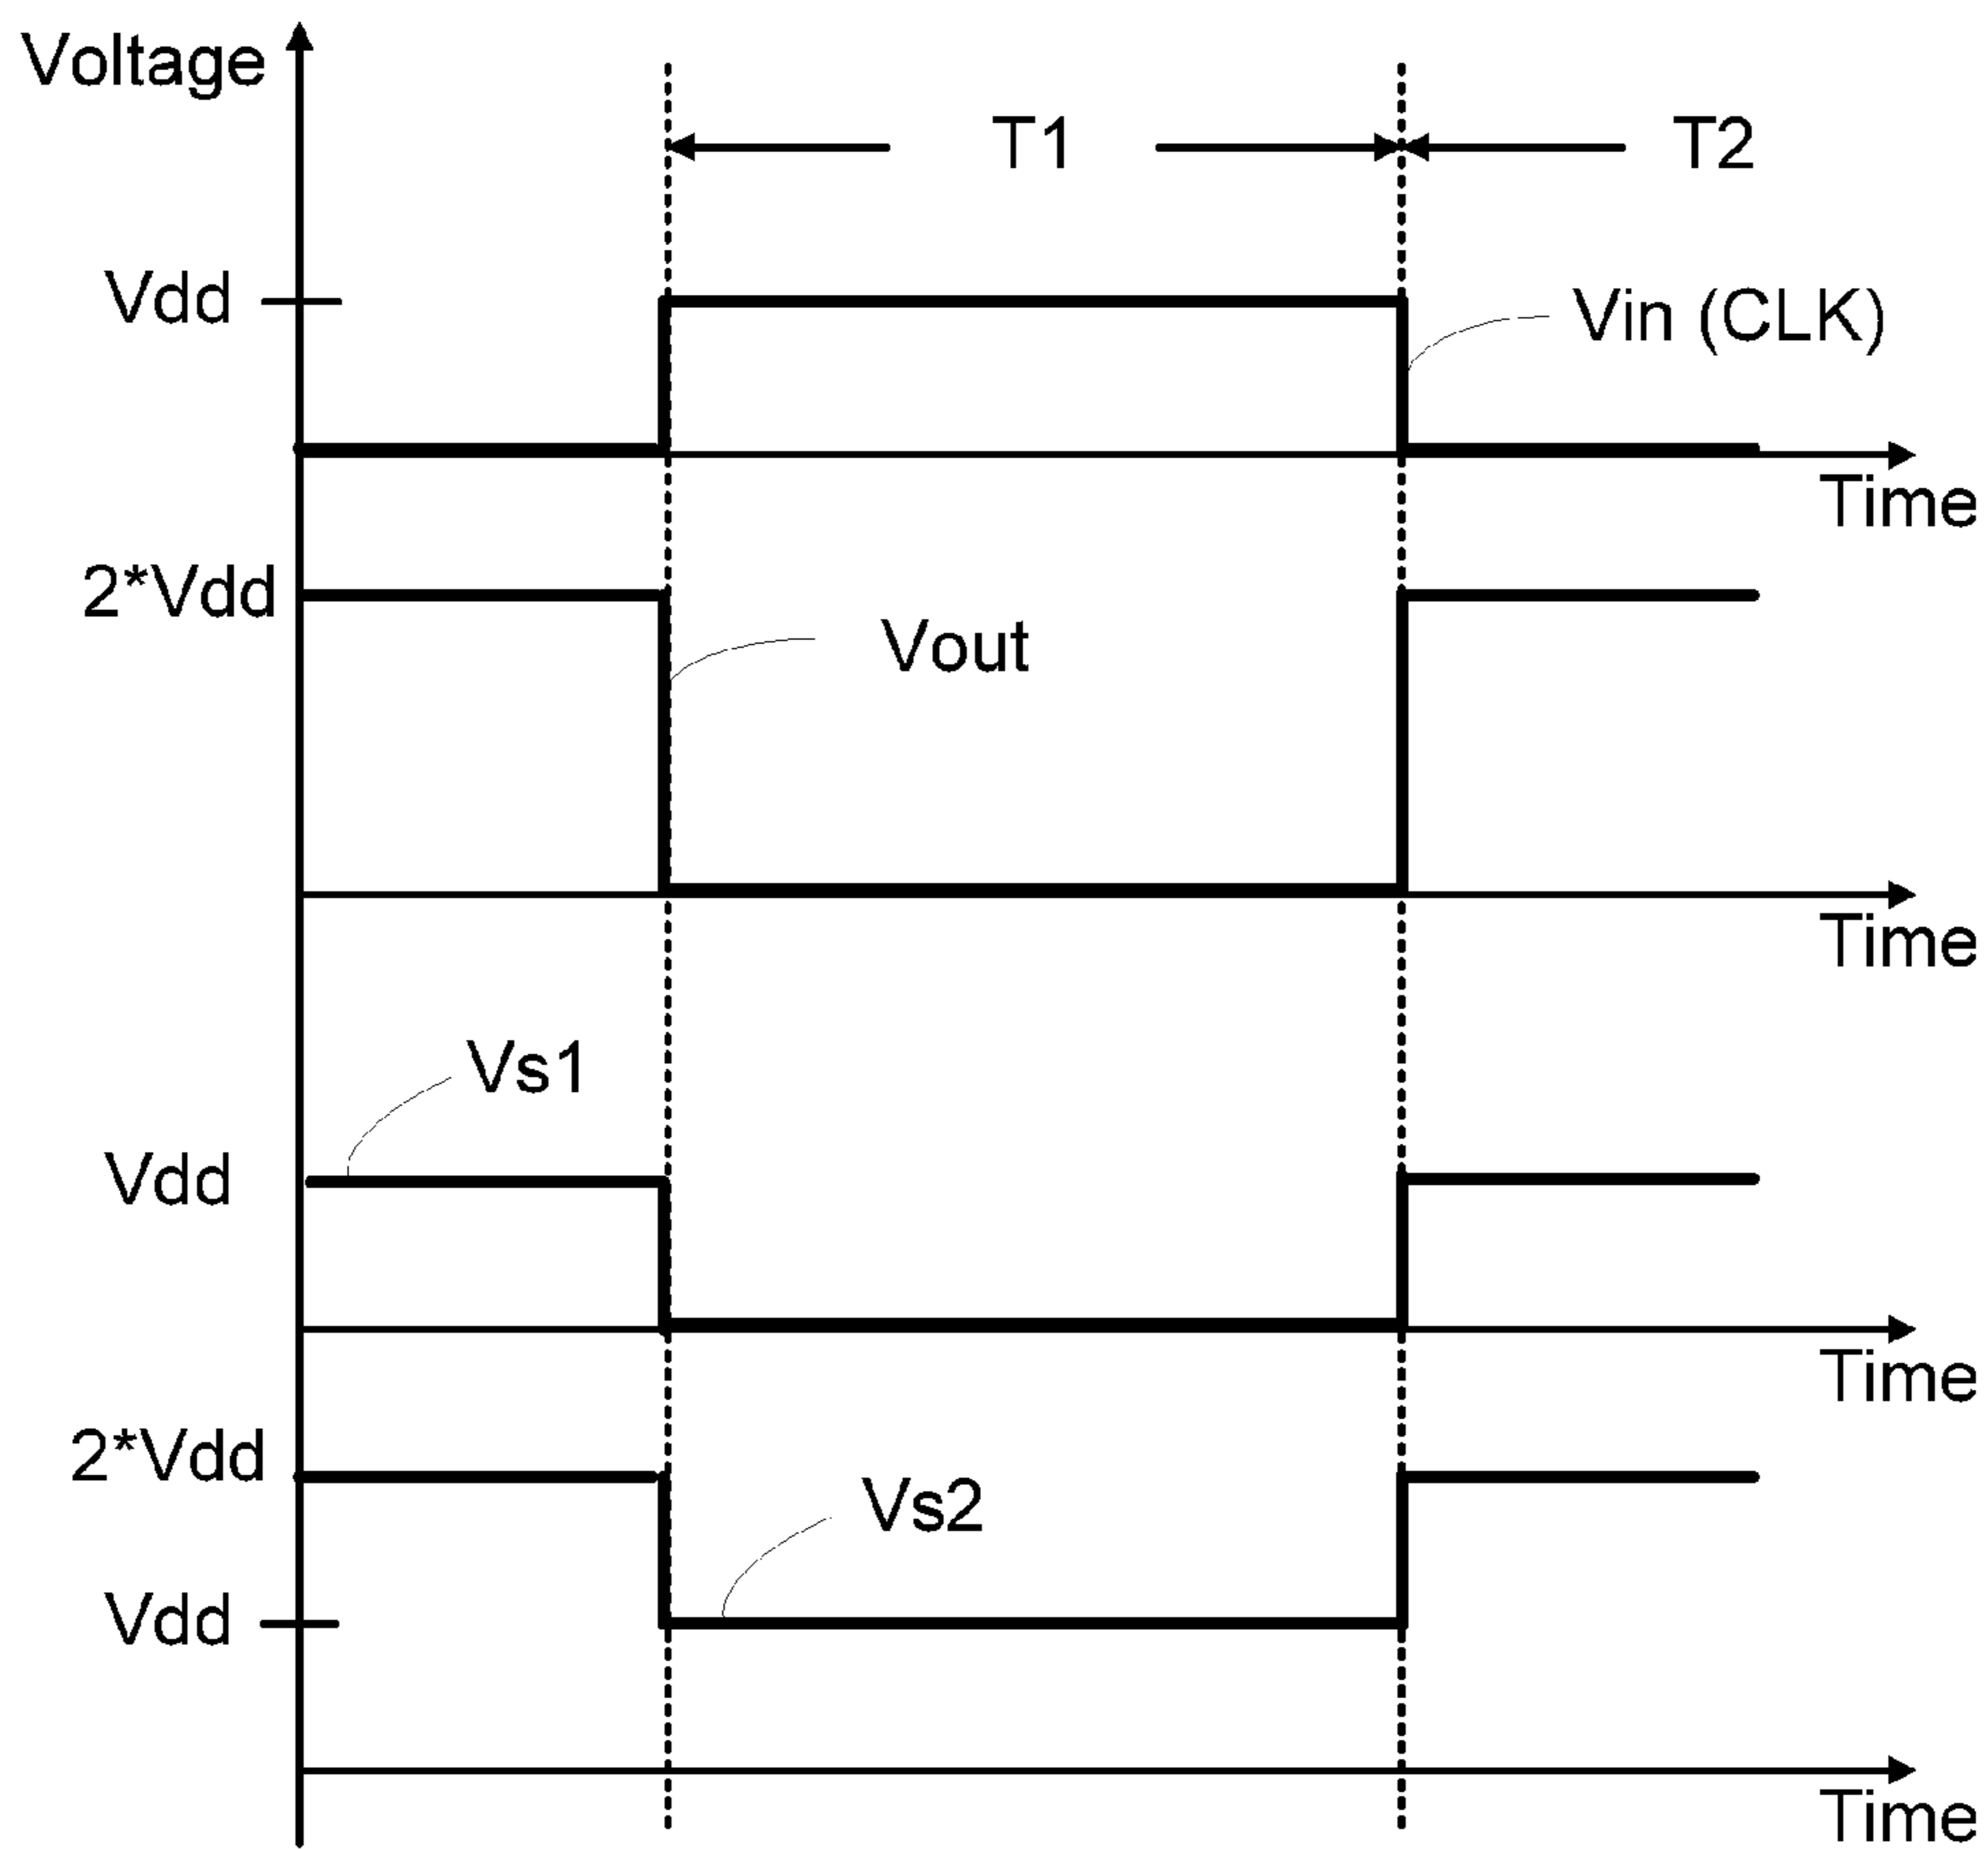 Voltage
T1
T2
Vdd
Vin (CLK)
Time
2*Vdd
Vout
Time
Vs1
Vdd
Time
2*Vdd
Vs2
Vdd
Time